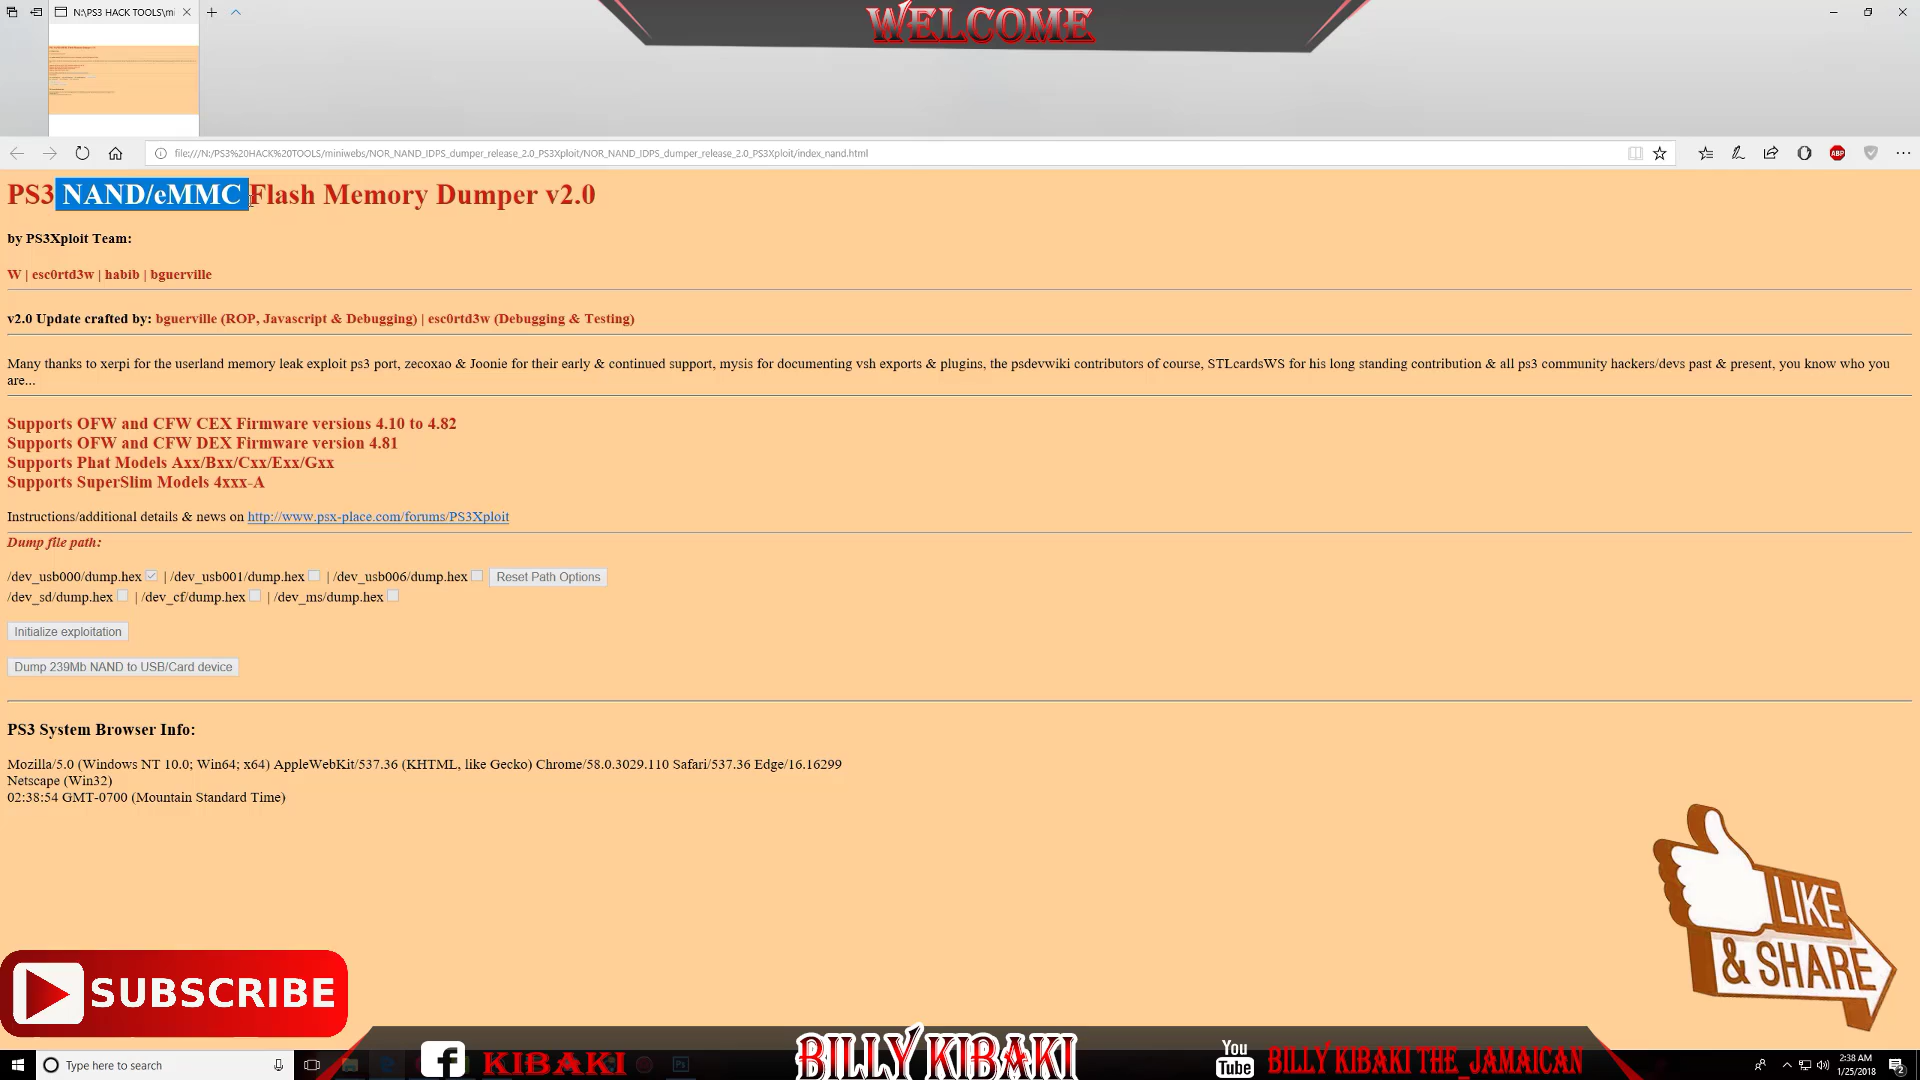 WELCOME
N:\PS3 HACK TOOLS\mi
file:///N:/PS3%20HACK%20TOOLS/miniwebs/NOR_NAND_IDPS_dumper_release_2.0_PS3Xploit/NOR_NAND_IDPS_dumper_release_2.0_PS3Xploit/index_nand.html
ABP
PS3 NAND/eMMC Flash Memory Dumper v2.0
by PS3Xploit Team:
W | esc0rtd3w | habib | bguerville
v2.0 Update crafted by: bguerville (ROP, Javascript & Debugging) | esc0rtd3w (Debugging & Testing)
Many thanks to xerpi for the userland memory leak exploit ps3 port, zecoxao & Joonie for their early & continued support, mysis for documenting vsh exports & plugins, the psdevwiki contributors of course, STLcardsWS for his long standing contribution & all ps3 community hackers/devs past & present, you know who you
are...
Supports OFW and CFW CEX Firmware versions 4.10 to 4.82
Supports OFW and CFW DEX Firmware version 4.81
Supports Phat Models Axx/Bxx/Cxx/Exx/Gxx
Supports SuperSlim Models 4xxx-A
Instructions/additional details & news on http://www.psx-place.com/forums/PS3Xploit
Dump file path:
/dev_usb000/dump.hex | /dev_usb001/dump.hex | /dev_usb006/dump.hex Reset Path Options
/dev_sd/dump.hex | /dev_cf/dump.hex | /dev_ms/dump.hex
Initialize exploitation
Dump 239Mb NAND to USB/Card device
PS3 System Browser Info:
Mozilla/5.0 (Windows NT 10.0; Win64; x64) AppleWebKit/537.36 (KHTML, like Gecko) Chrome/58.0.3029.110 Safari/537.36 Edge/16.16299
Netscape (Win32)
02:38:54 GMT-0700 (Mountain Standard Time)
LIKE
& SHARE
SUBSCRIBE
Type here to search
KIBAKI
BILLY KIBAKI
You
Tube
BILLY KIBAKI THE_JAMAICAN
2:38 AM
1/25/2018
2